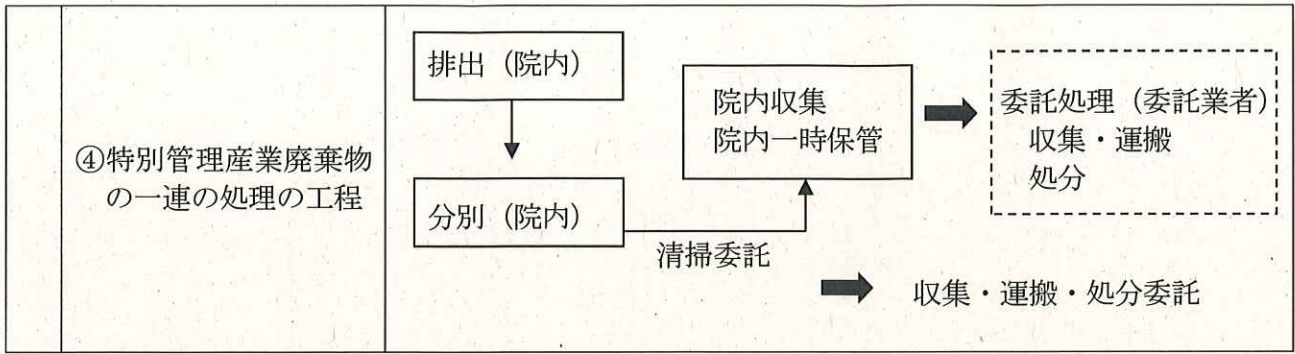 ④特別管理産業廃棄物
の一連の処理の工程
排出（院内）
分別（院内）
清掃委託
院内収集
院内一時保管
委託処理（委託業者）
収集・運搬
処分
収集・運搬・処分委託